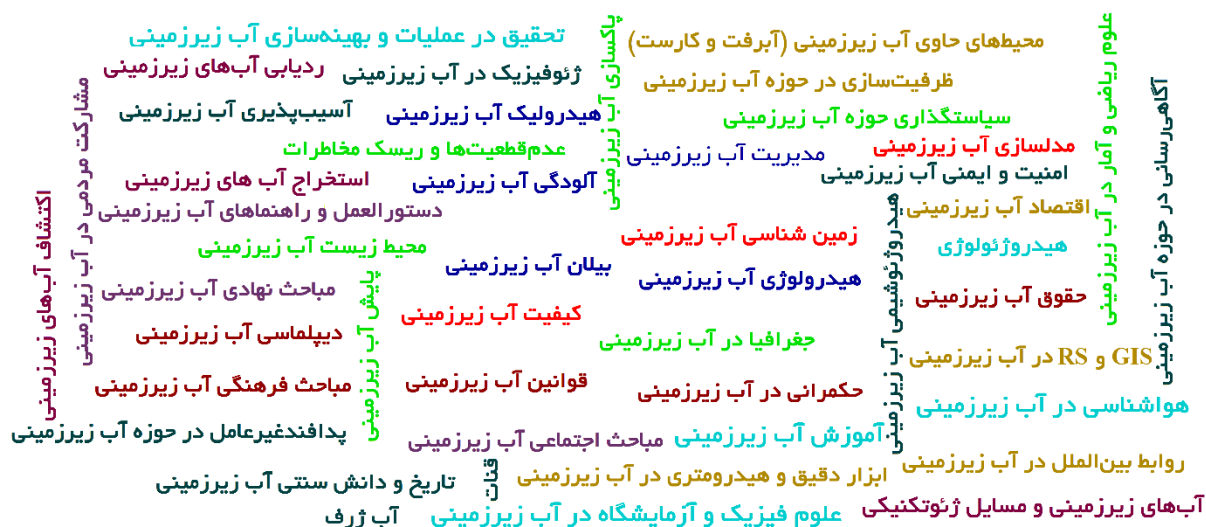 تحقیق در عملیات و بهینه‌سازی آب زیرزمینی
محیط‌های حاوی آب زیرزمینی (آبرفت و کارست)
علوم ریاضی و آمار در آب زیرزمینی
پاکسازی آب زیرزمینی
ردیابی آب‌های زیرزمینی
ژئوفیزیک در آب زیرزمینی
ظرفیت‌سازی در حوزه آب زیرزمینی
آگاهی‌رسانی در حوزه آب زیرزمینی
مشارکت مردمی در آب زیرزمینی
آسیب‌پذیری آب زیرزمینی
هیدرولیک آب زیرزمینی
سیاستگذاری حوزه آب زیرزمینی
عدم‌قطعیت‌ها و ریسک مخاطرات
مدیریت آب زیرزمینی
مدلسازی آب زیرزمینی
امنیت و ایمنی آب زیرزمینی
استخراج آب های زیرزمینی
آلودگی آب زیرزمینی
اکتشاف آب‌های زیرزمینی
دستورالعمل و راهنماهای آب زیرزمینی
هیدروژئوشیمی آب زیرزمینی
اقتصاد آب زیرزمینی
محیط زیست آب زیرزمینی
زمین شناسی آب زیرزمینی
هیدروژئولوژی
بیلان آب زیرزمینی
هیدرولوژی آب زیرزمینی
پایش آب زیرزمینی
مباحث نهادی آب زیرزمینی
حقوق آب زیرزمینی
کیفیت آب زیرزمینی
دیپلماسی آب زیرزمینی
جغرافیا در آب زیرزمینی
GIS و RS در آب زیرزمینی
مباحث فرهنگی آب زیرزمینی
قوانین آب زیرزمینی
حکمرانی در آب زیرزمینی
هواشناسی در آب زیرزمینی
پدافندغیرعامل در حوزه آب زیرزمینی
مباحث اجتماعی آب زیرزمینی
آموزش آب زیرزمینی
روابط بین‌الملل در آب زیرزمینی
تاریخ و دانش سنتی آب زیرزمینی
قنات
ابزار دقیق و هیدرومتری در آب زیرزمینی
آب ژرف
علوم فیزیک و آزمایشگاه در آب زیرزمینی
آب‌های زیرزمینی و مسایل ژئوتکنیکی